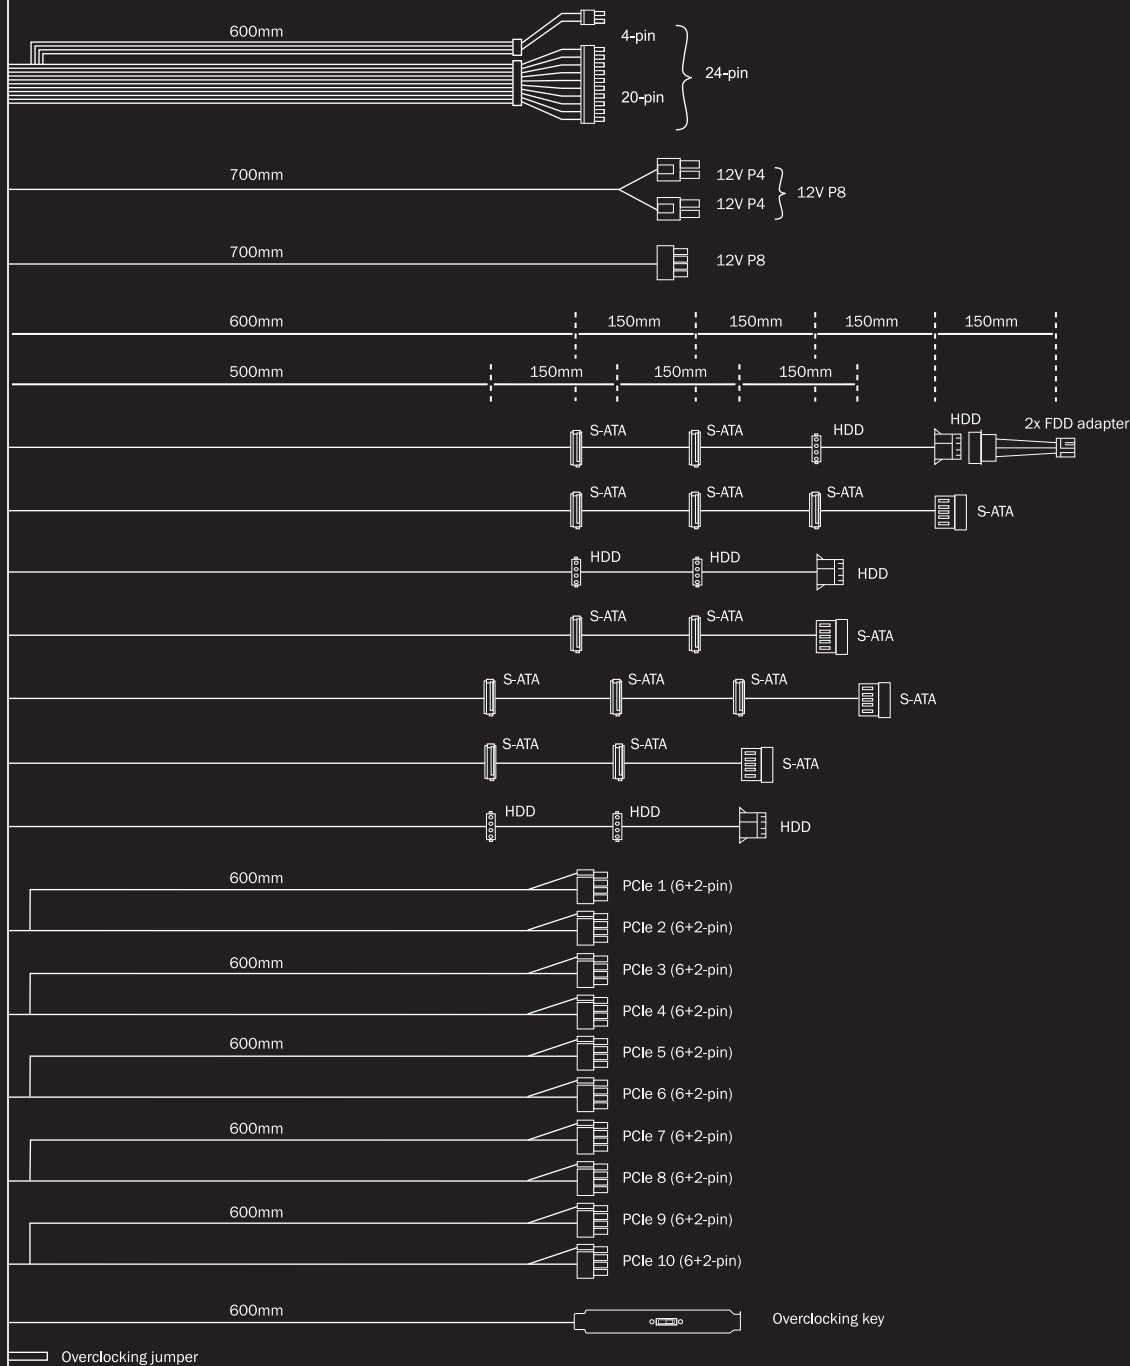 600mm
4-pin
24-pin
20-pin
700mm
12V P4
12V P8
12V P4
700mm
12V P8
600mm 150mm 150mm 150mm 150mm
500mm 150mm 150mm 150mm
S-ATA S-ATA HDD HDD 2x FDD adapter
S-ATA S-ATA S-ATA S-ATA
HDD HDD HDD
S-ATA S-ATA S-ATA
S-ATA S-ATA S-ATA S-ATA
S-ATA S-ATA S-ATA
HDD HDD HDD
600mm PCIe 1 (6+2-pin)
PCIe 2 (6+2-pin)
600mm PCIe 3 (6+2-pin)
PCIe 4 (6+2-pin)
600mm PCIe 5 (6+2-pin)
PCIe 6 (6+2-pin)
600mm PCIe 7 (6+2-pin)
PCIe 8 (6+2-pin)
600mm PCIe 9 (6+2-pin)
PCIe 10 (6+2-pin)
600mm Overclocking key
Overclocking jumper